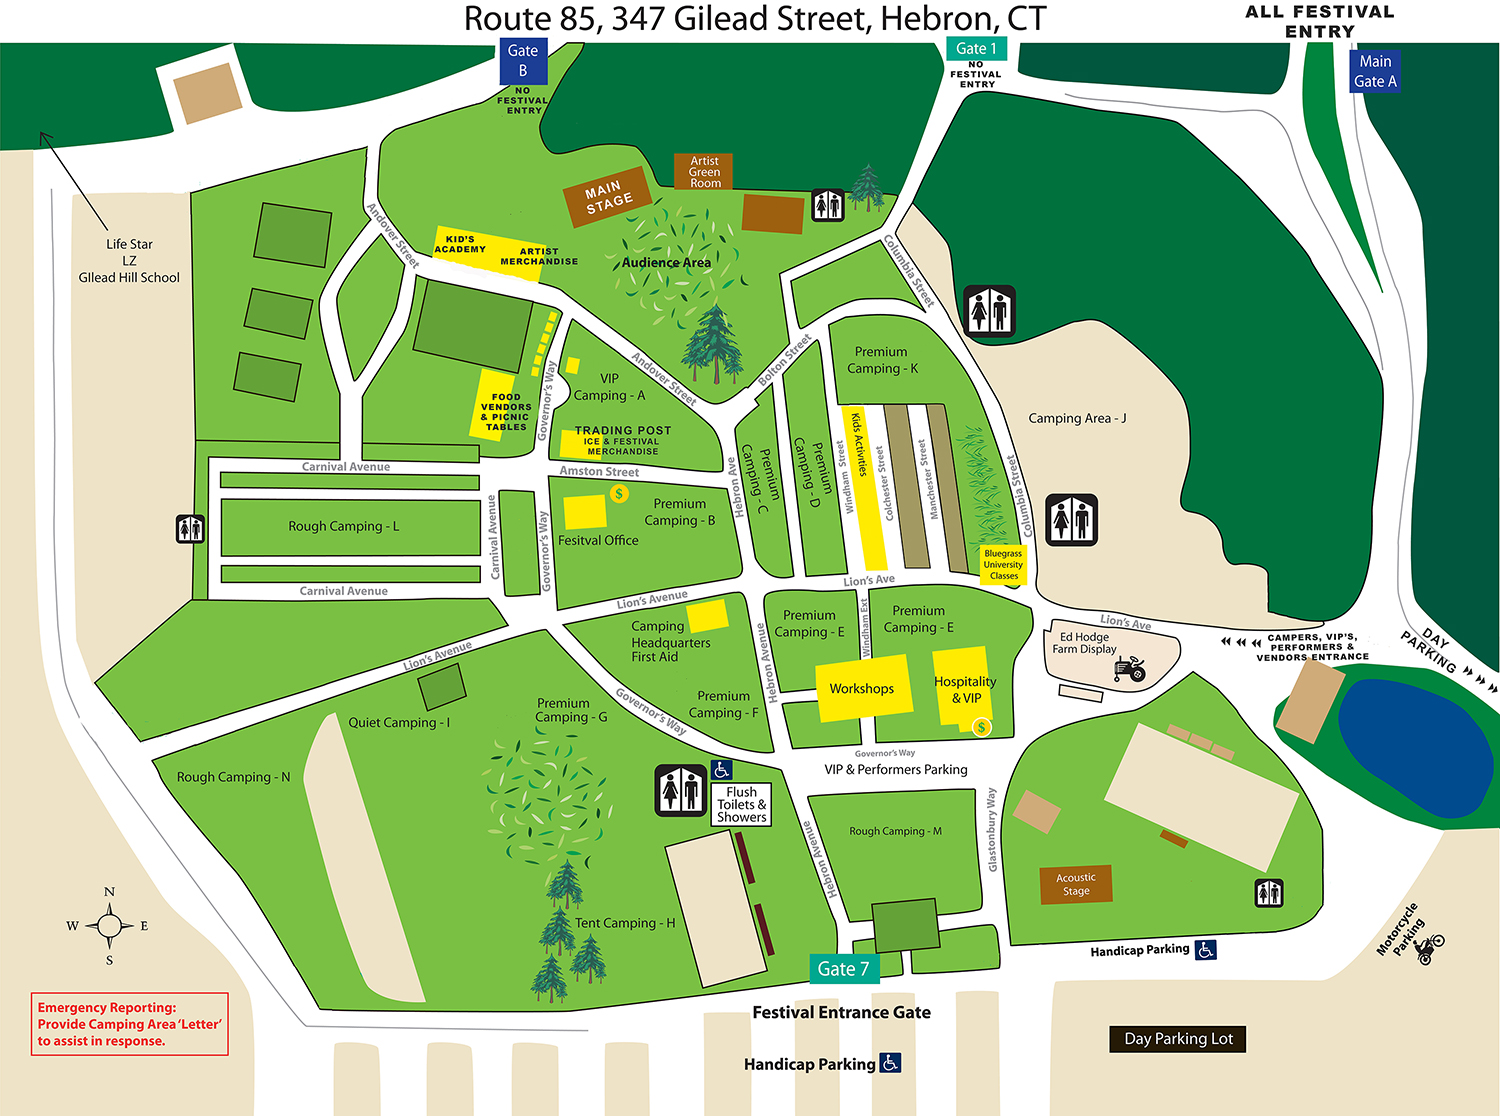 Route 85, 347 Gilead Street, Hebron, CT
ALL FESTIVAL
ENTRY
Gate
B
NO
FESTIVAL
ENTRY
Gate 1
NO
FESTIVAL
ENTRY
Main
Gate A
Life Star
LZ
Gilead Hill School
MAIN
STAGE
Artist
Green
Room
Andover Street
KID'S
ACADEMY
ARTIST
MERCHANDISE
Audience Area
Columbia Street
Andover Street
Bolton Street
Premium
Camping - K
Camping Area - J
Governor's Way
VIP
Camping - A
FOOD
VENDORS
& PICNIC
TABLES
TRADING POST
ICE & FESTIVAL
MERCHANDISE
Carnival Avenue
Amston Street
Hebron Ave
Premium
Camping - C
Premium
Camping - D
Windham Street
Kids Activities
Colchester Street
Manchester Street
Columbia Street
Rough Camping - L
Carnival Avenue
Governor's Way
$
Fesitval Office
Premium
Camping - B
Bluegrass
University
Classes
Carnival Avenue
Lion's Avenue
Lion's Ave
Lion's Ave
Camping
Headquarters
First Aid
Hebron Avenue
Premium
Camping - E
Windham Ext
Premium
Camping - E
Ed Hodge
Farm Display
CAMPERS, VIP'S,
PERFORMERS &
VENDORS ENTRANCE
DAY
PARKING
Lion's Avenue
Quiet Camping - I
Governor's Way
Premium
Camping - G
Premium
Camping - F
Workshops
Hospitality
& VIP
$
Governor's Way
VIP & Performers Parking
Rough Camping - N
Flush
Toilets &
Showers
Hebron Avenue
Rough Camping - M
Glastonbury Way
Acoustic
Stage
Tent Camping - H
N
W
E
S
Handicap Parking
Motorcycle
Parking
Gate 7
Emergency Reporting:
Provide Camping Area 'Letter'
to assist in response.
Festival Entrance Gate
Day Parking Lot
Handicap Parking